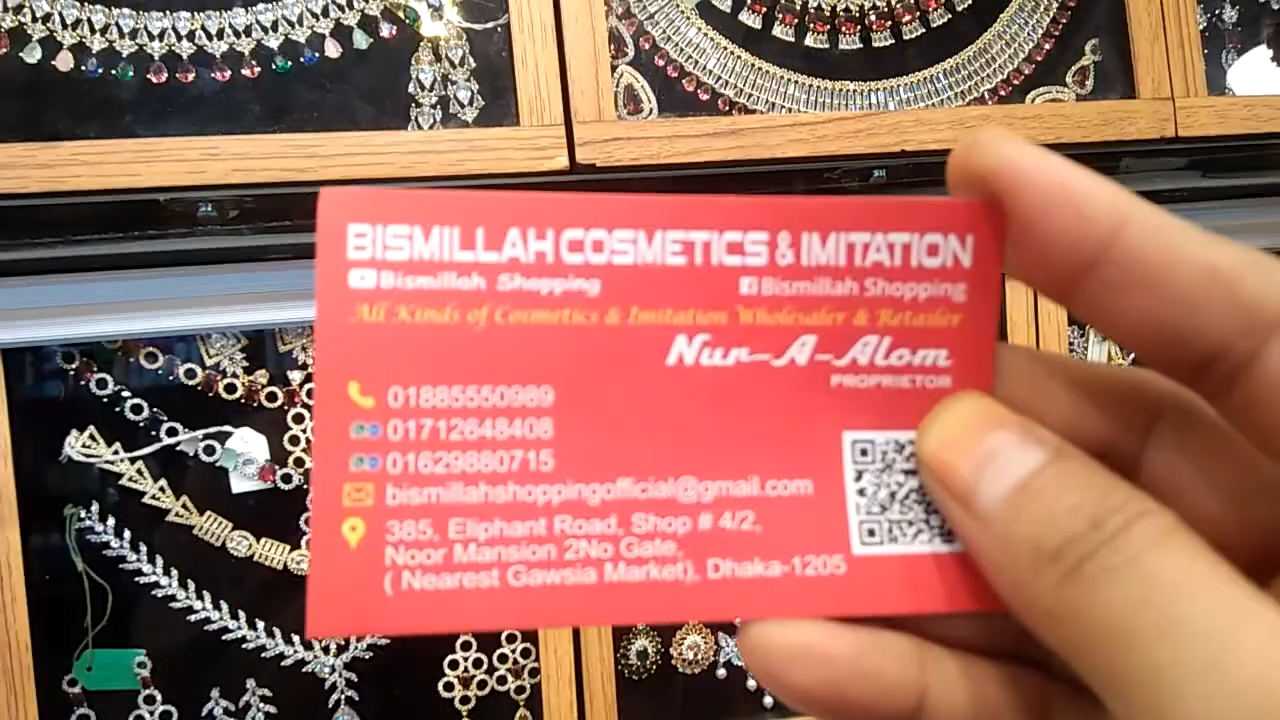 BISMILLAH COSMETICS & IMITATION
Bismillah Shopping
Bismillah Shopping
All Kinds of Cosmetics & Imitation Wholesaler & Retailer
Nur-A-Alom
PROPRIETOR
01885550989
01712648408
01629880715
bismillahshoppingofficial@gmail.com
385, Eliphant Road, Shop # 4/2,
Noor Mansion 2No Gate,
( Nearest Gawsia Market), Dhaka-1205